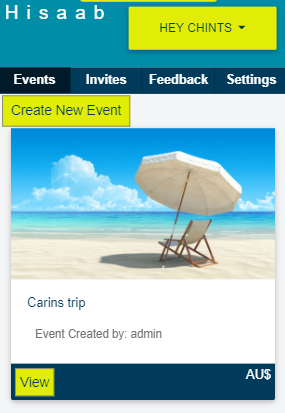 Hisaab
HEY CHINTS
Events Invites Feedback Settings
Create New Event
Carins trip
Event Created by: admin
AU$
View